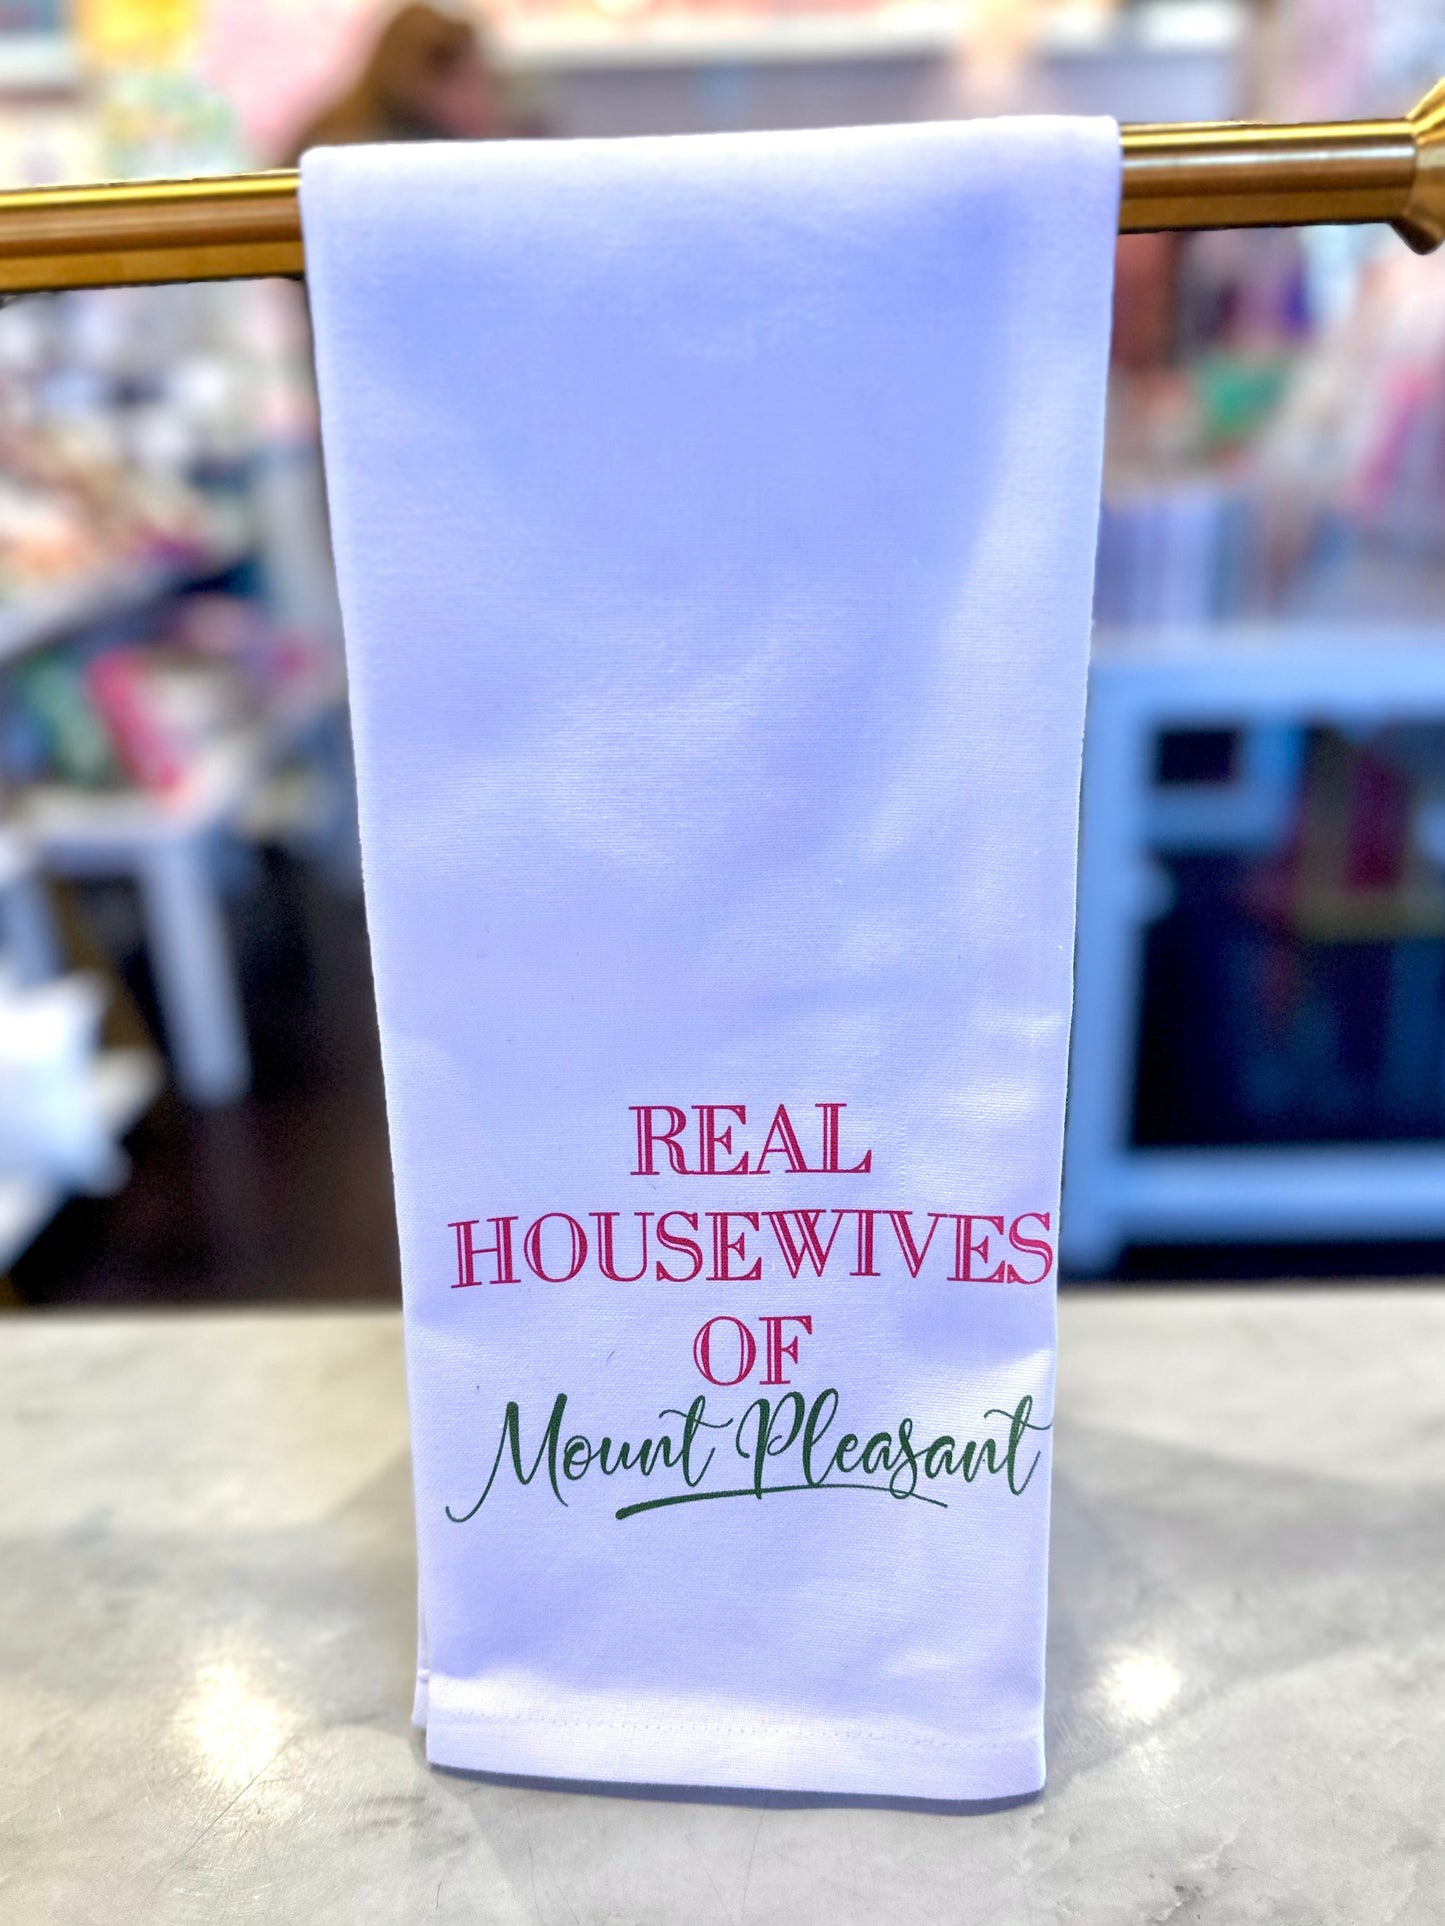 REAL
HOUSEWIVES
OF
Mount Pleasant